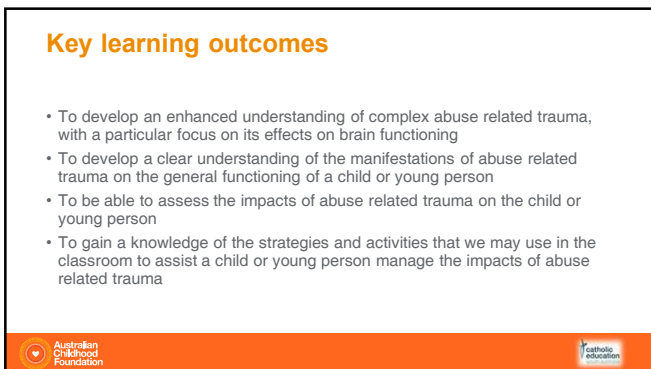 Key learning outcomes
• To develop an enhanced understanding of complex abuse related trauma,
with a particular focus on its effects on brain functioning
• To develop a clear understanding of the manifestations of abuse related
trauma on the general functioning of a child or young person
• To be able to assess the impacts of abuse related trauma on the child or
young person
• To gain a knowledge of the strategies and activities that we may use in the
classroom to assist a child or young person manage the impacts of abuse
related trauma
Australian
Childhood
Foundation
catholic
education